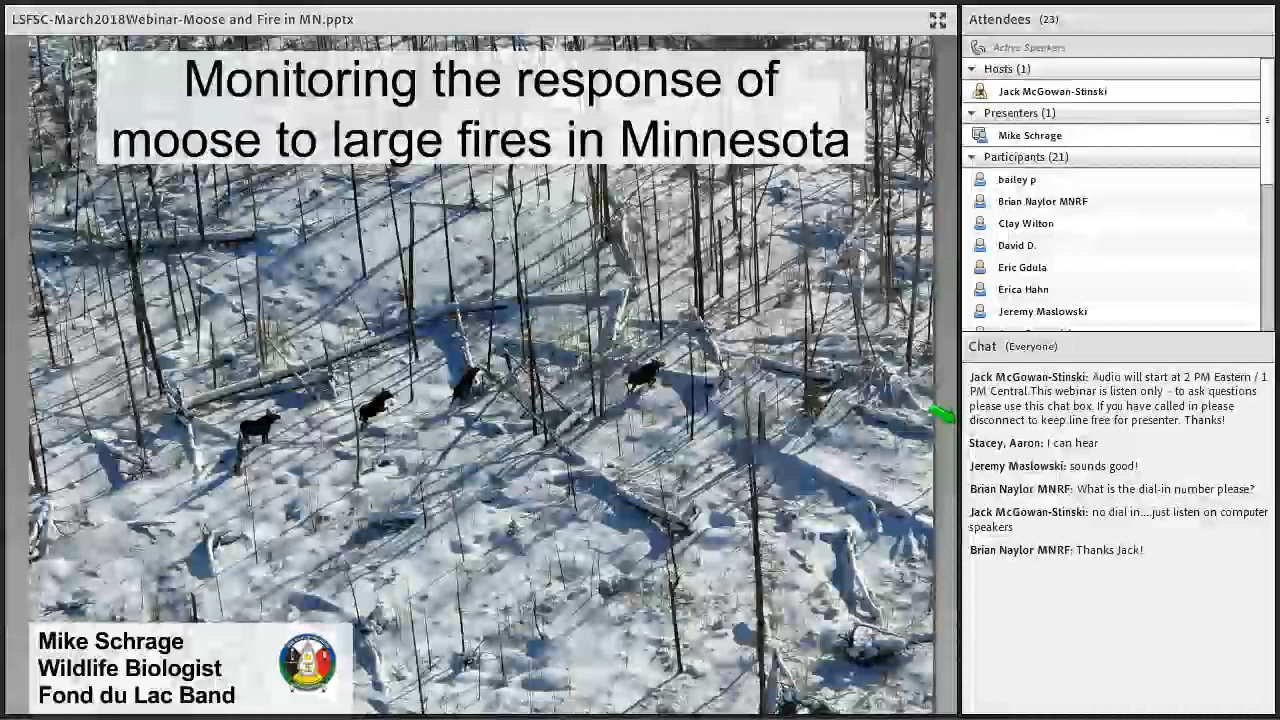 LSFSC-March2018Webinar-Moose and Fire in MN.pptx
Monitoring the response of
moose to large fires in Minnesota
Mike Schrage
Wildlife Biologist
Fond du Lac Band
Attendees (23)
Active Speakers
Hosts (1)
Jack McGowan-Stinski
Presenters (1)
Mike Schrage
Participants (21)
bailey p
Brian Naylor MNRF
Clay Wilton
David D.
Eric Gdula
Erica Hahn
Jeremy Maslowski
Chat (Everyone)
Jack McGowan-Stinski: Audio will start at 2 PM Eastern / 1
PM Central.This webinar is listen only - to ask questions
please use this chat box. If you have called in please
disconnect to keep line free for presenter. Thanks!
Stacey, Aaron: I can hear
Jeremy Maslowski: sounds good!
Brian Naylor MNRF: What is the dial-in number please?
Jack McGowan-Stinski: no dial in....just listen on computer
speakers
Brian Naylor MNRF: Thanks Jack!